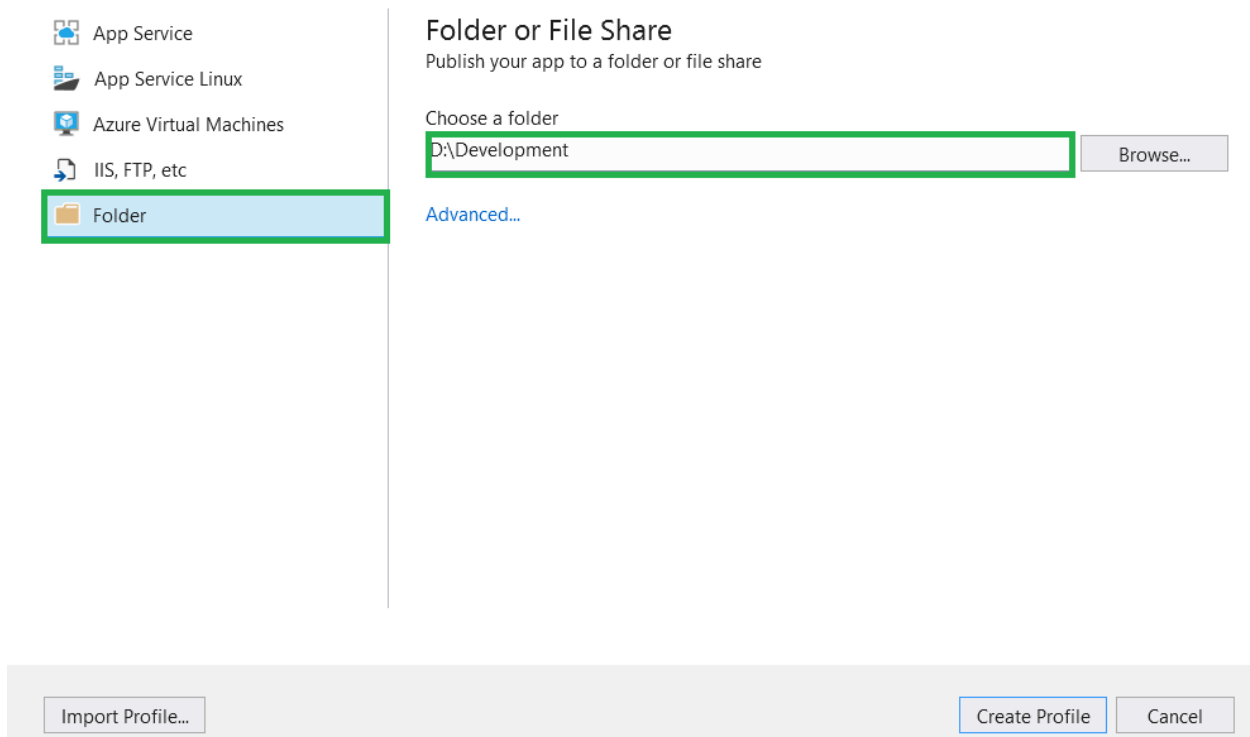 App Service
App Service Linux
Azure Virtual Machines
IIS, FTP, etc
Folder
Folder or File Share
Publish your app to a folder or file share
Choose a folder
D:\Development
Browse...
Advanced...
Import Profile...
Create Profile
Cancel